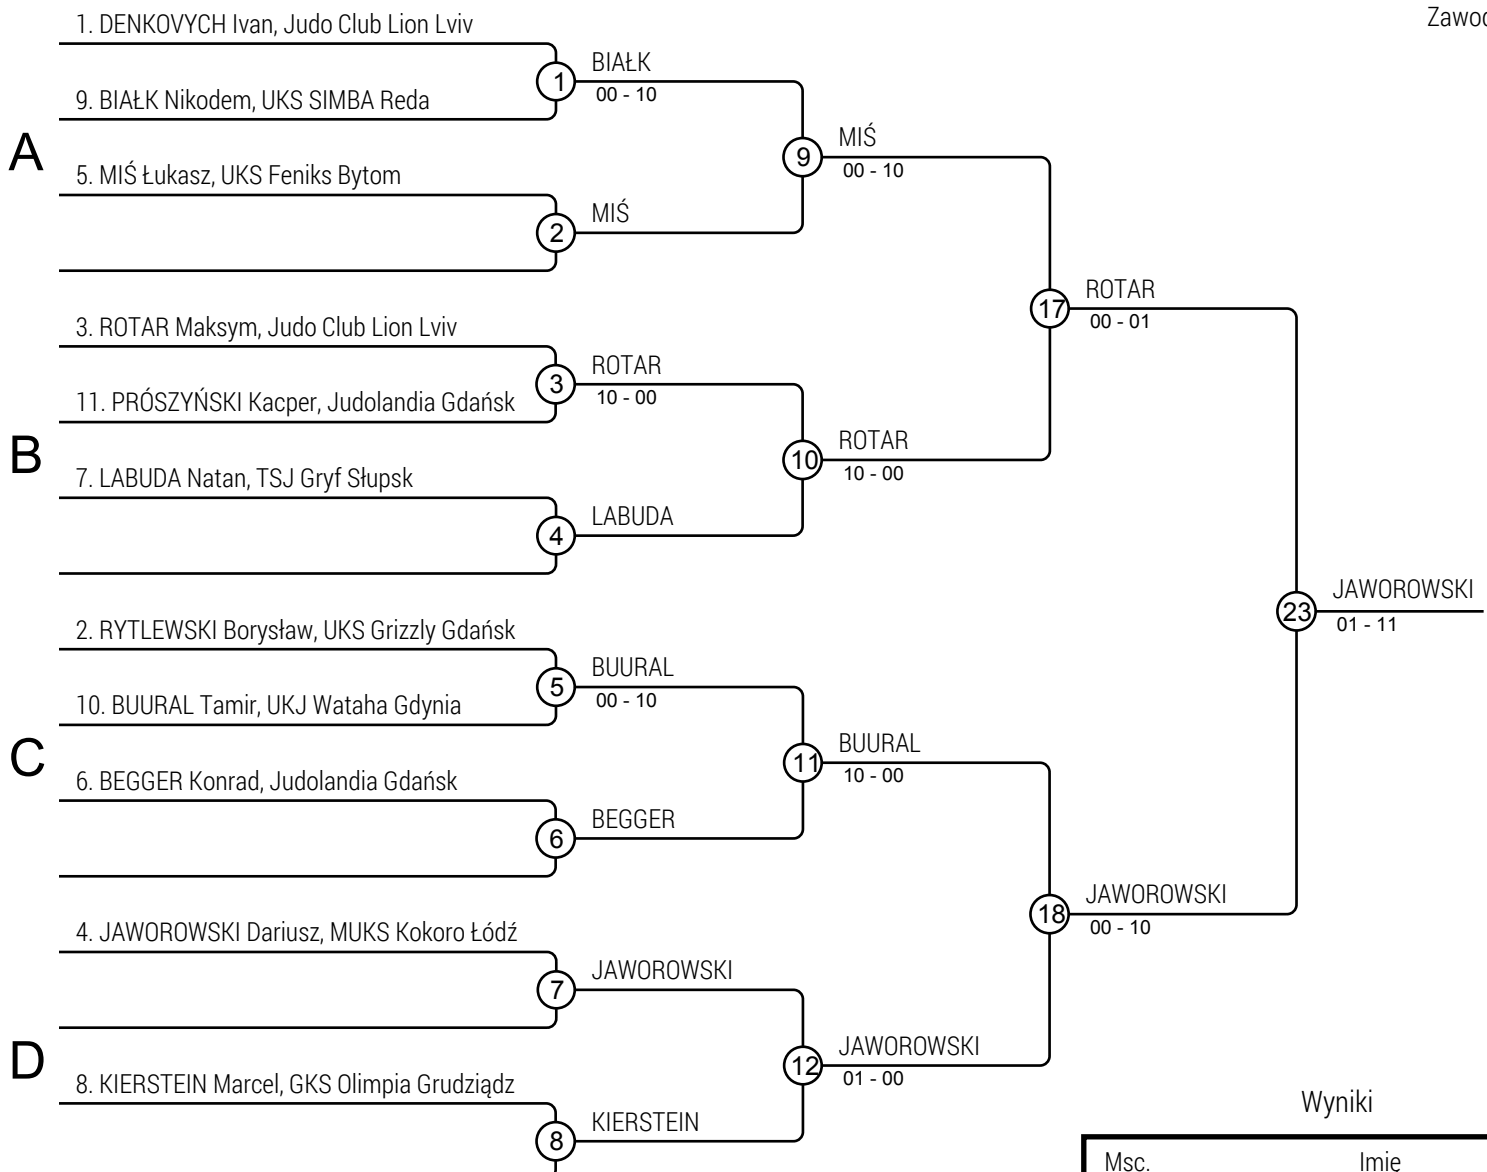 Zawod
1. DENKOVYCH Ivan, Judo Club Lion Lviv
1
BIAŁK
00 - 10
9. BIAŁK Nikodem, UKS SIMBA Reda
A
9
MIŚ
00 - 10
5. MIŚ Łukasz, UKS Feniks Bytom
2
MIŚ
17
ROTAR
00 - 01
3. ROTAR Maksym, Judo Club Lion Lviv
3
ROTAR
10 - 00
11. PRÓSZYŃSKI Kacper, Judolandia Gdańsk
B
10
ROTAR
10 - 00
7. LABUDA Natan, TSJ Gryf Słupsk
4
LABUDA
23
JAWOROWSKI
01 - 11
2. RYTLEWSKI Borysław, UKS Grizzly Gdańsk
5
BUURAL
00 - 10
10. BUURAL Tamir, UKJ Wataha Gdynia
C
11
BUURAL
10 - 00
6. BEGGER Konrad, Judolandia Gdańsk
6
BEGGER
18
JAWOROWSKI
00 - 10
4. JAWOROWSKI Dariusz, MUKS Kokoro Łódź
7
JAWOROWSKI
D
12
JAWOROWSKI
01 - 00
8. KIERSTEIN Marcel, GKS Olimpia Grudziądz
8
KIERSTEIN
Wyniki
Msc. Imię